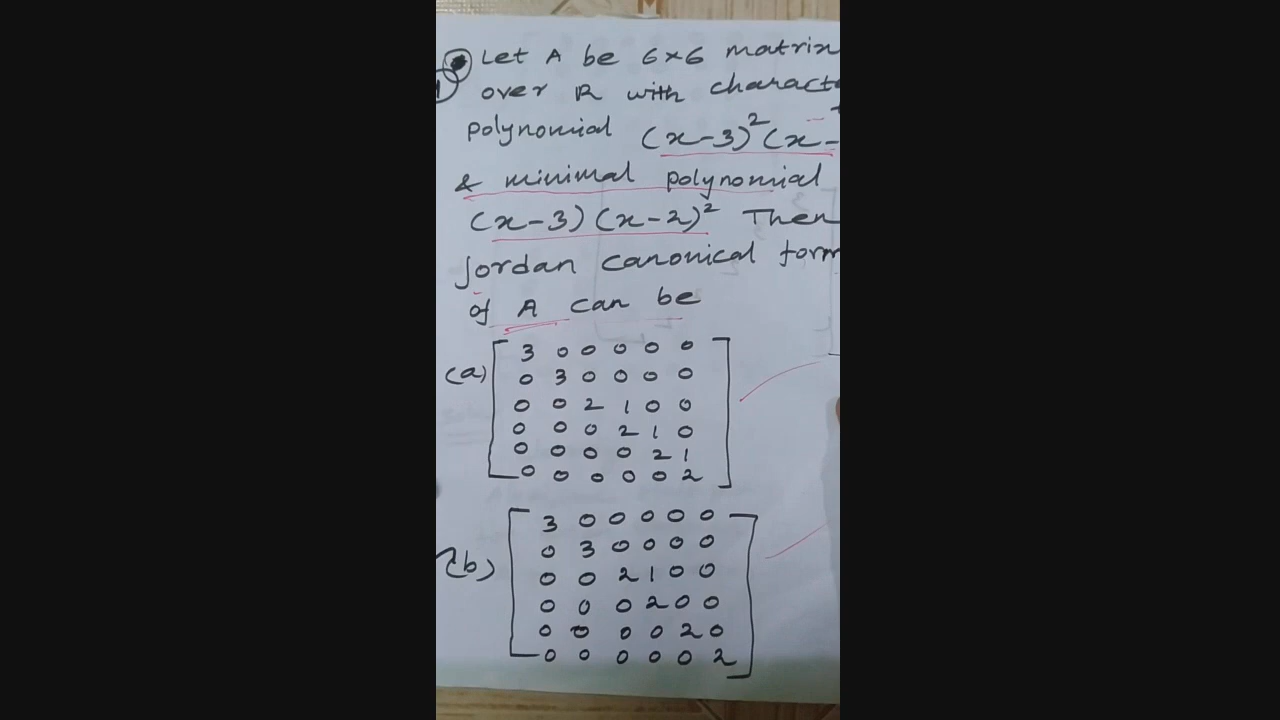 Let A be 6×6 matrix
over R with
polynomial (x-3)²(x-
& minimal polynomial
(x-3) (x-2)² Then
Jordan canonical form
of A can be
(a) 3 0 0 0 0 0
0 3 0 0 0 0
0 0 2 1 0 0
0 0 0 2 1 0
0 0 0 0 2 1
0 0 0 0 0 2
(b) 3 0 0 0 0 0
0 3 0 0 0 0
0 0 2 1 0 0
0 0 0 2 0 0
0 0 0 0 2 0
0 0 0 0 0 2